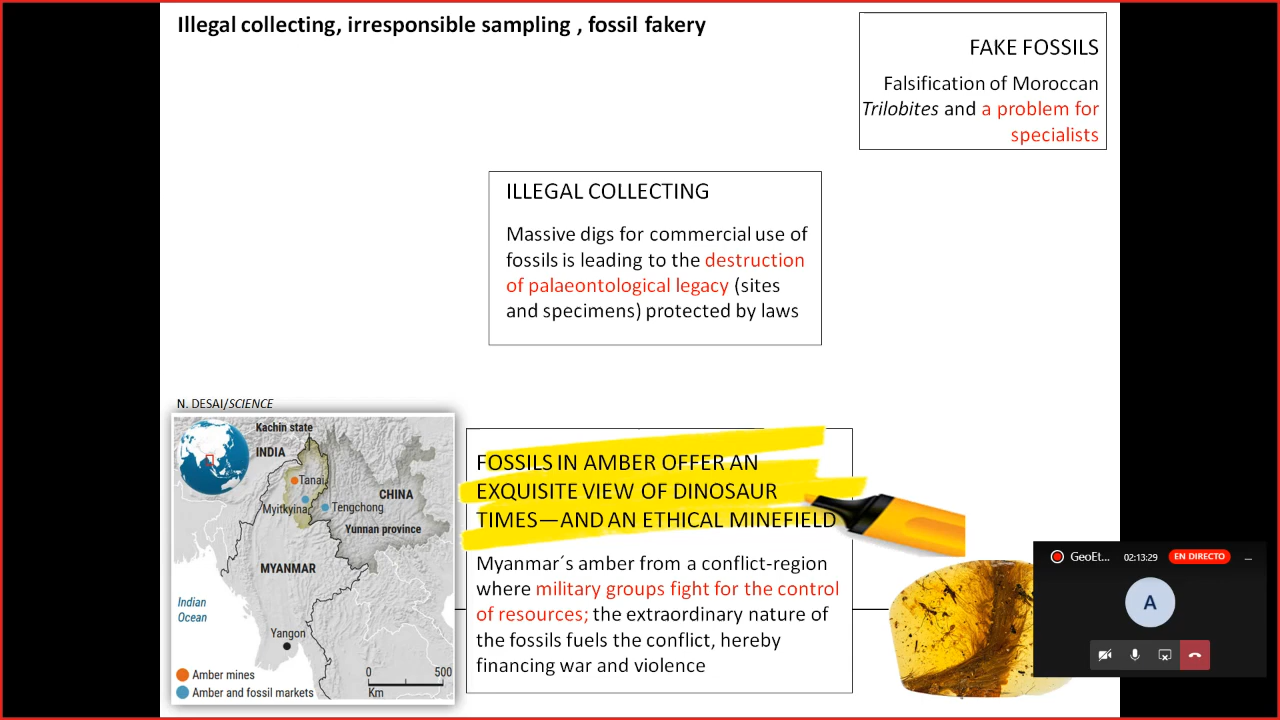 Illegal collecting, irresponsible sampling , fossil fakery
FAKE FOSSILS
Falsification of Moroccan
Trilobites and a problem for
specialists
ILLEGAL COLLECTING
Massive digs for commercial use of
fossils is leading to the destruction
of palaeontological legacy (sites
and specimens) protected by laws
N. DESAI/SCIENCE
Kachin state
INDIA
Tanai
CHINA
Myitkyina
Tengchong
Yunnan province
MYANMAR
Indian
Ocean
Yangon
Amber mines
Amber and fossil markets
0 500
Km
FOSSILS IN AMBER OFFER AN
EXQUISITE VIEW OF DINOSAUR
TIMES—AND AN ETHICAL MINEFIELD
Myanmar´s amber from a conflict-region
where military groups fight for the control
of resources; the extraordinary nature of
the fossils fuels the conflict, hereby
financing war and violence
GeoEt... 02:13:29 EN DIRECTO
A